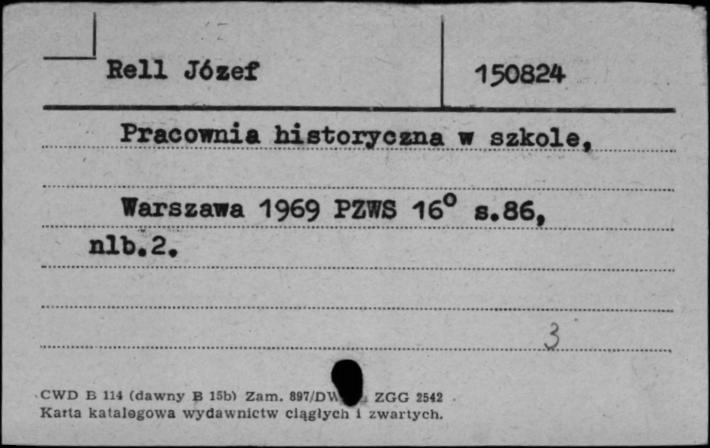 Rell Józef 150824
Pracownia historyczna w szkole,
Warszawa 1969 PZWS 16° s.86,
nlb.2.
3
CWD B 114 (dawny B 15b) Zam. 897/DW ZGG 2542
Karta katalogowa wydawnictw ciągłych i zwartych.